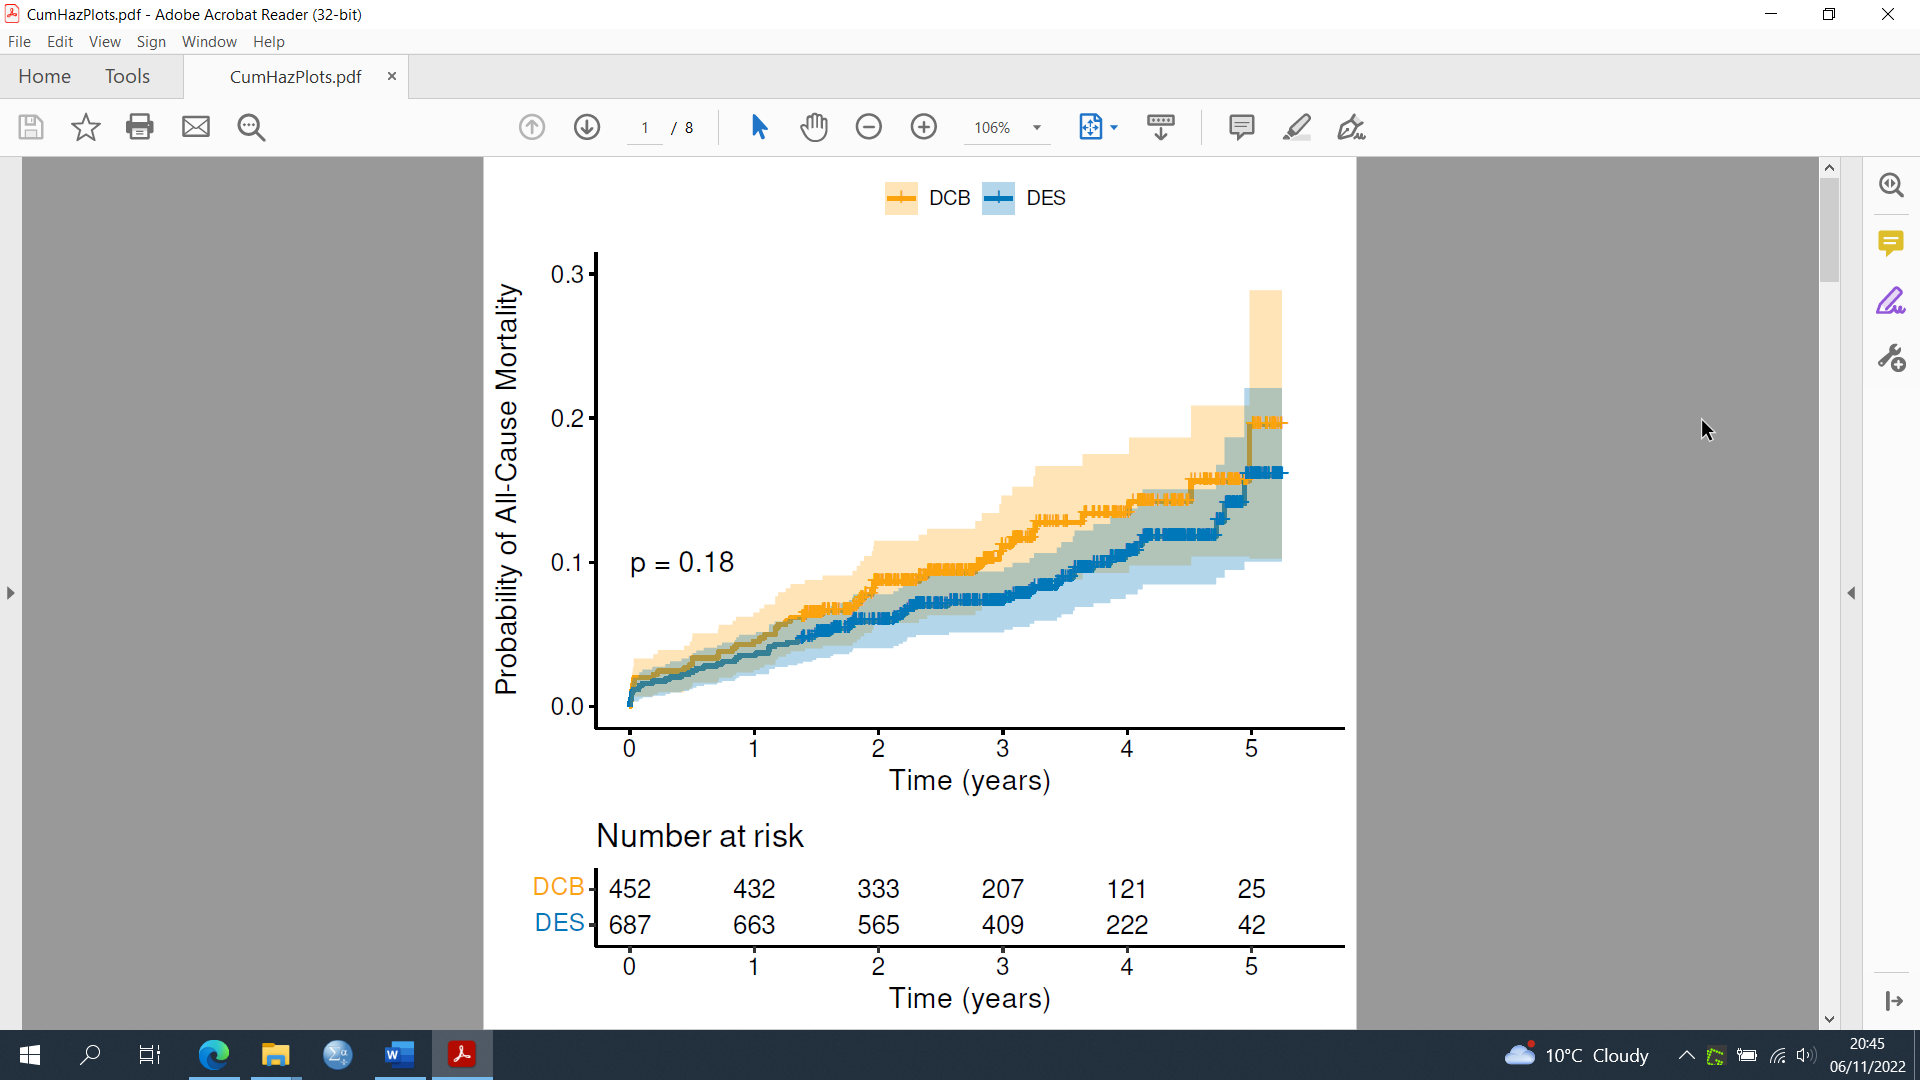 CumHazPlots.pdf - Adobe Acrobat Reader (32-bit)
File Edit View Sign Window Help
Home Tools CumHazPlots.pdf ×
1 / 8 106%
DCB DES
Probability of All-Cause Mortality
0.3
0.2
0.1
0.0
p = 0.18
0 1 2 3 4 5
Time (years)
Number at risk
DCB 452 432 333 207 121 25
DES 687 663 565 409 222 42
0 1 2 3 4 5
Time (years)
10°C Cloudy
20:45
06/11/2022